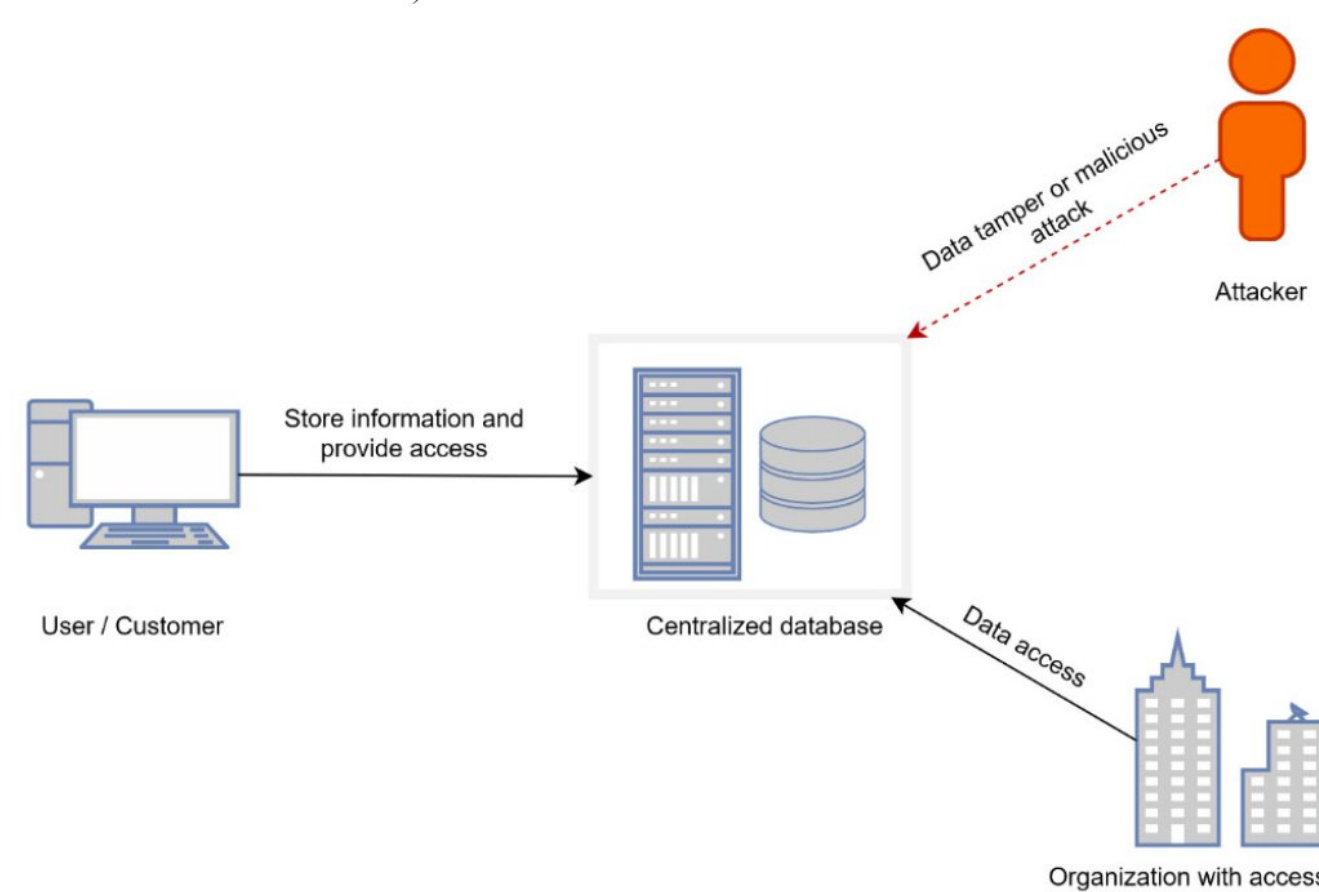 )
Data tamper or malicious
attack
Attacker
Store information and
provide access
User / Customer
Centralized database
Data access
Organization with access